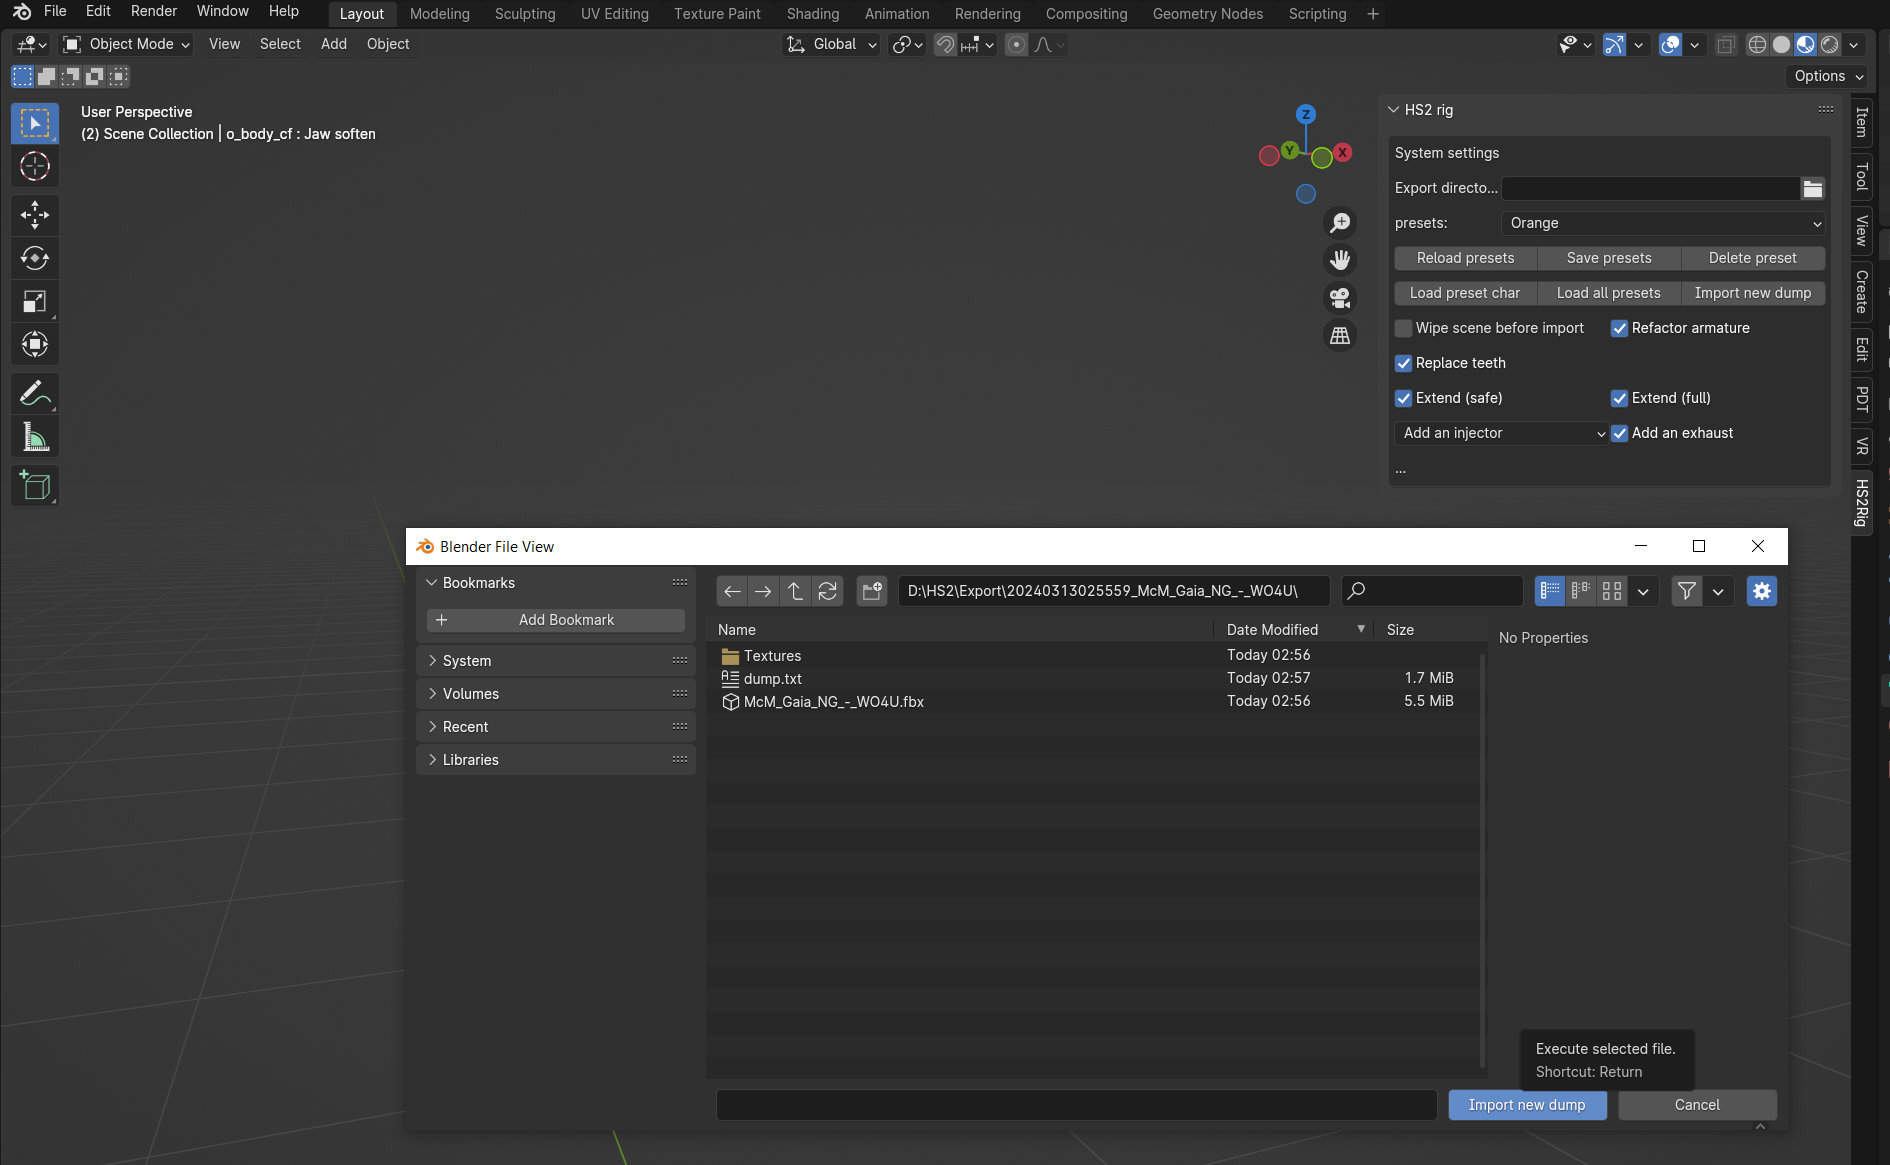 File Edit Render Window Help Layout Modeling Sculpting UV Editing Texture Paint Shading Animation Rendering Compositing Geometry Nodes Scripting +
Object Mode View Select Add Object Global
Options
User Perspective
(2) Scene Collection | o_body_cf : Jaw soften
Z
Y
X
HS2 rig
System settings
Export directo...
presets: Orange
Reload presets Save presets Delete preset
Load preset char Load all presets Import new dump
Wipe scene before import Refactor armature
Replace teeth
Extend (safe) Extend (full)
Add an injector Add an exhaust
...
Item
Tool
View
Create
Edit
PDT
VR
HS2Rig
Blender File View
Bookmarks
Add Bookmark
System
Volumes
Recent
Libraries
D:\HS2\Export\20240313025559_McM_Gaia_NG_-_WO4U\
Name Date Modified Size
Textures Today 02:56
dump.txt Today 02:57 1.7 MiB
McM_Gaia_NG_-_WO4U.fbx Today 02:56 5.5 MiB
No Properties
Execute selected file.
Shortcut: Return
Import new dump Cancel